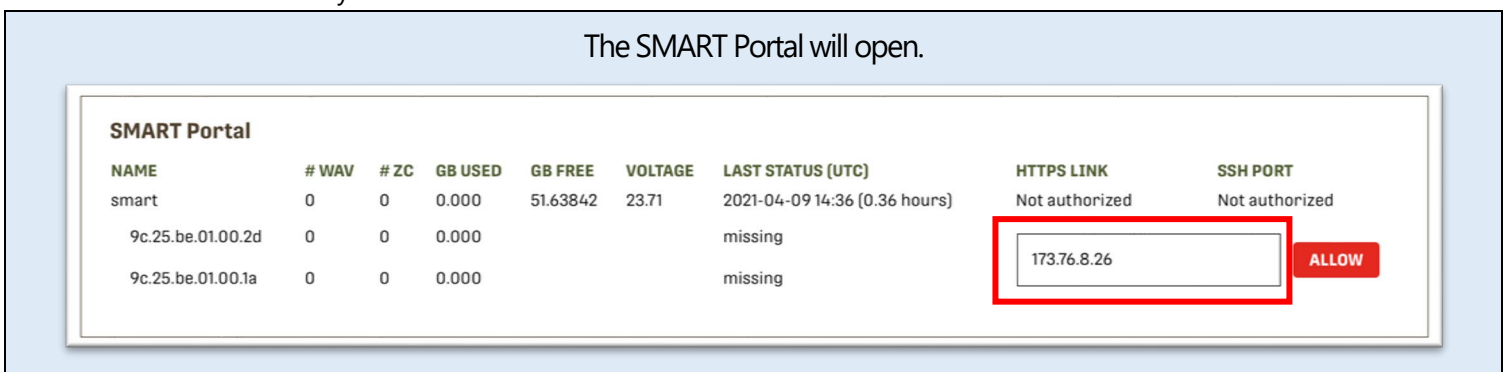 The SMART Portal will open.
SMART Portal
NAME # WAV # ZC GB USED GB FREE VOLTAGE LAST STATUS (UTC) HTTPS LINK SSH PORT
smart 0 0 0.000 51.63842 23.71 2021-04-09 14:36 (0.36 hours) Not authorized Not authorized
9c.25.be.01.00.2d 0 0 0.000 missing
173.76.8.26 ALLOW
9c.25.be.01.00.1a 0 0 0.000 missing